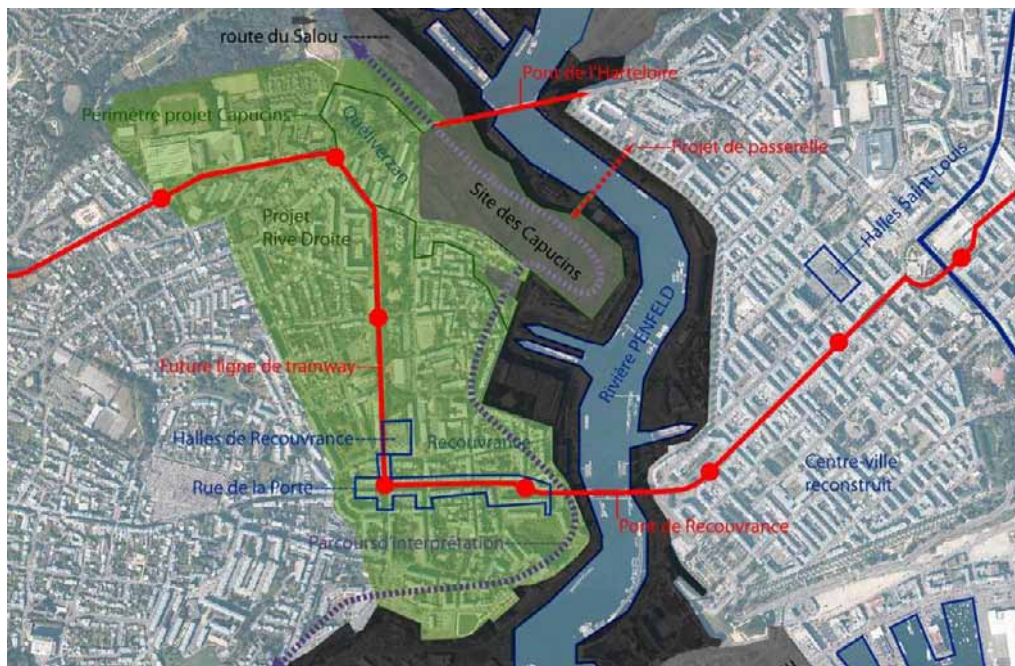 route du Salou
Pont de l'Harteloire
Périmètre projet Capucins
Quéliverzan
Projet de passerelle
Site des Capucins
Halles Saint-Louis
Projet
Rive Droite
Rivière PENFELD
Future ligne de tramway
Halles de Recouvrance
Recouvrance
Rue de la Porte
Centre-ville
reconstruit
Pont de Recouvrance
Parcours d'interprétation